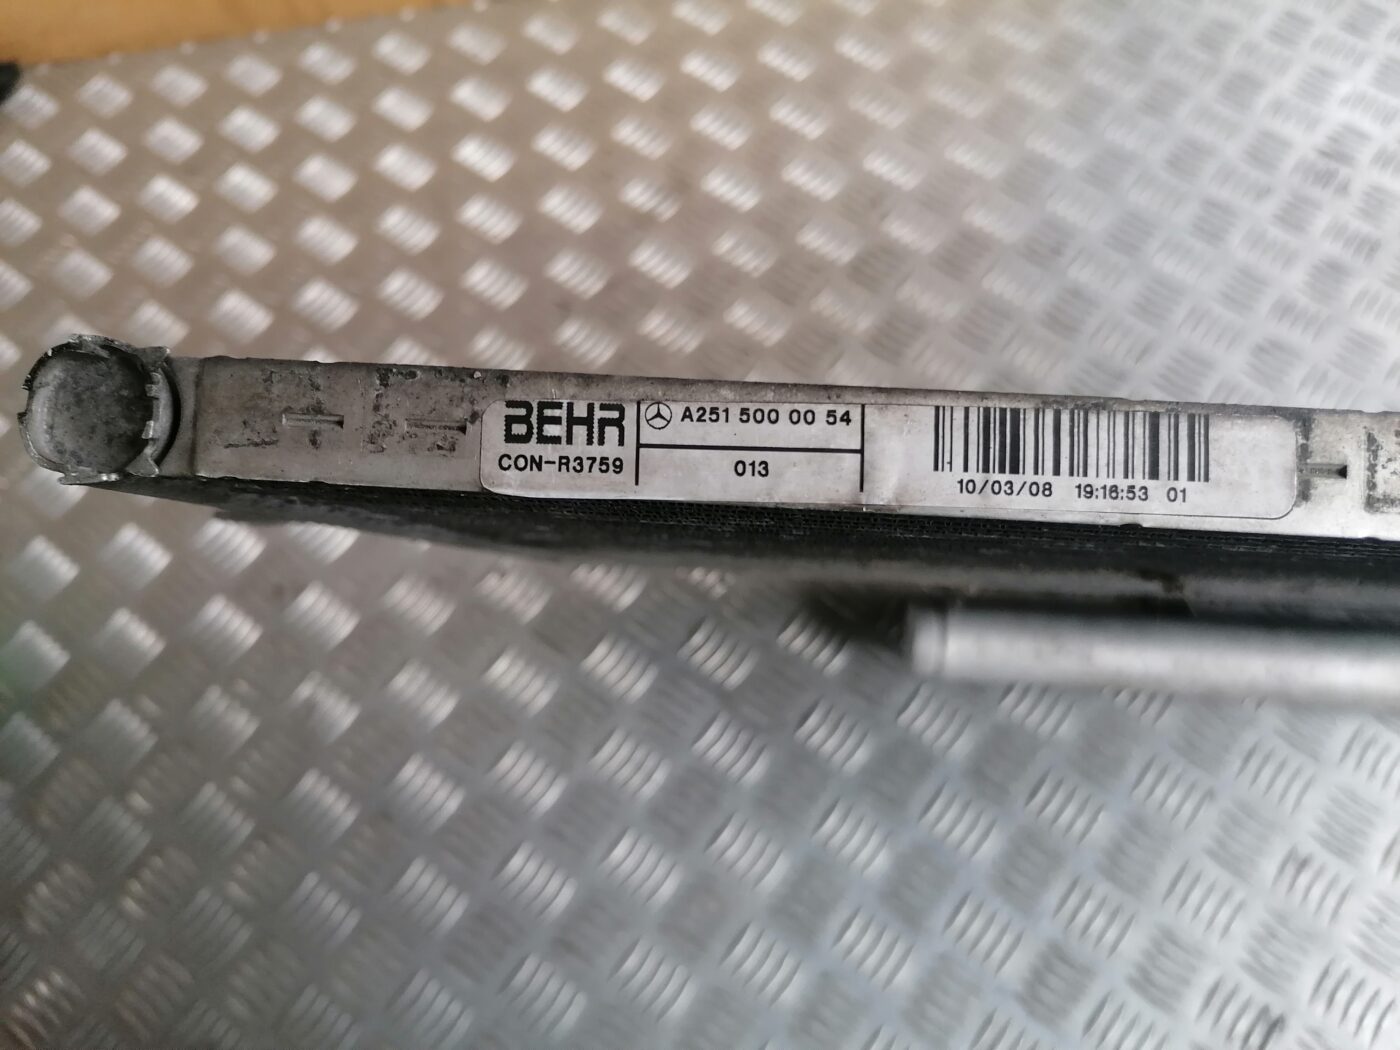 BEHR
CON-R3759
A251 500 00 54
013
10/03/08 19:16:53 01